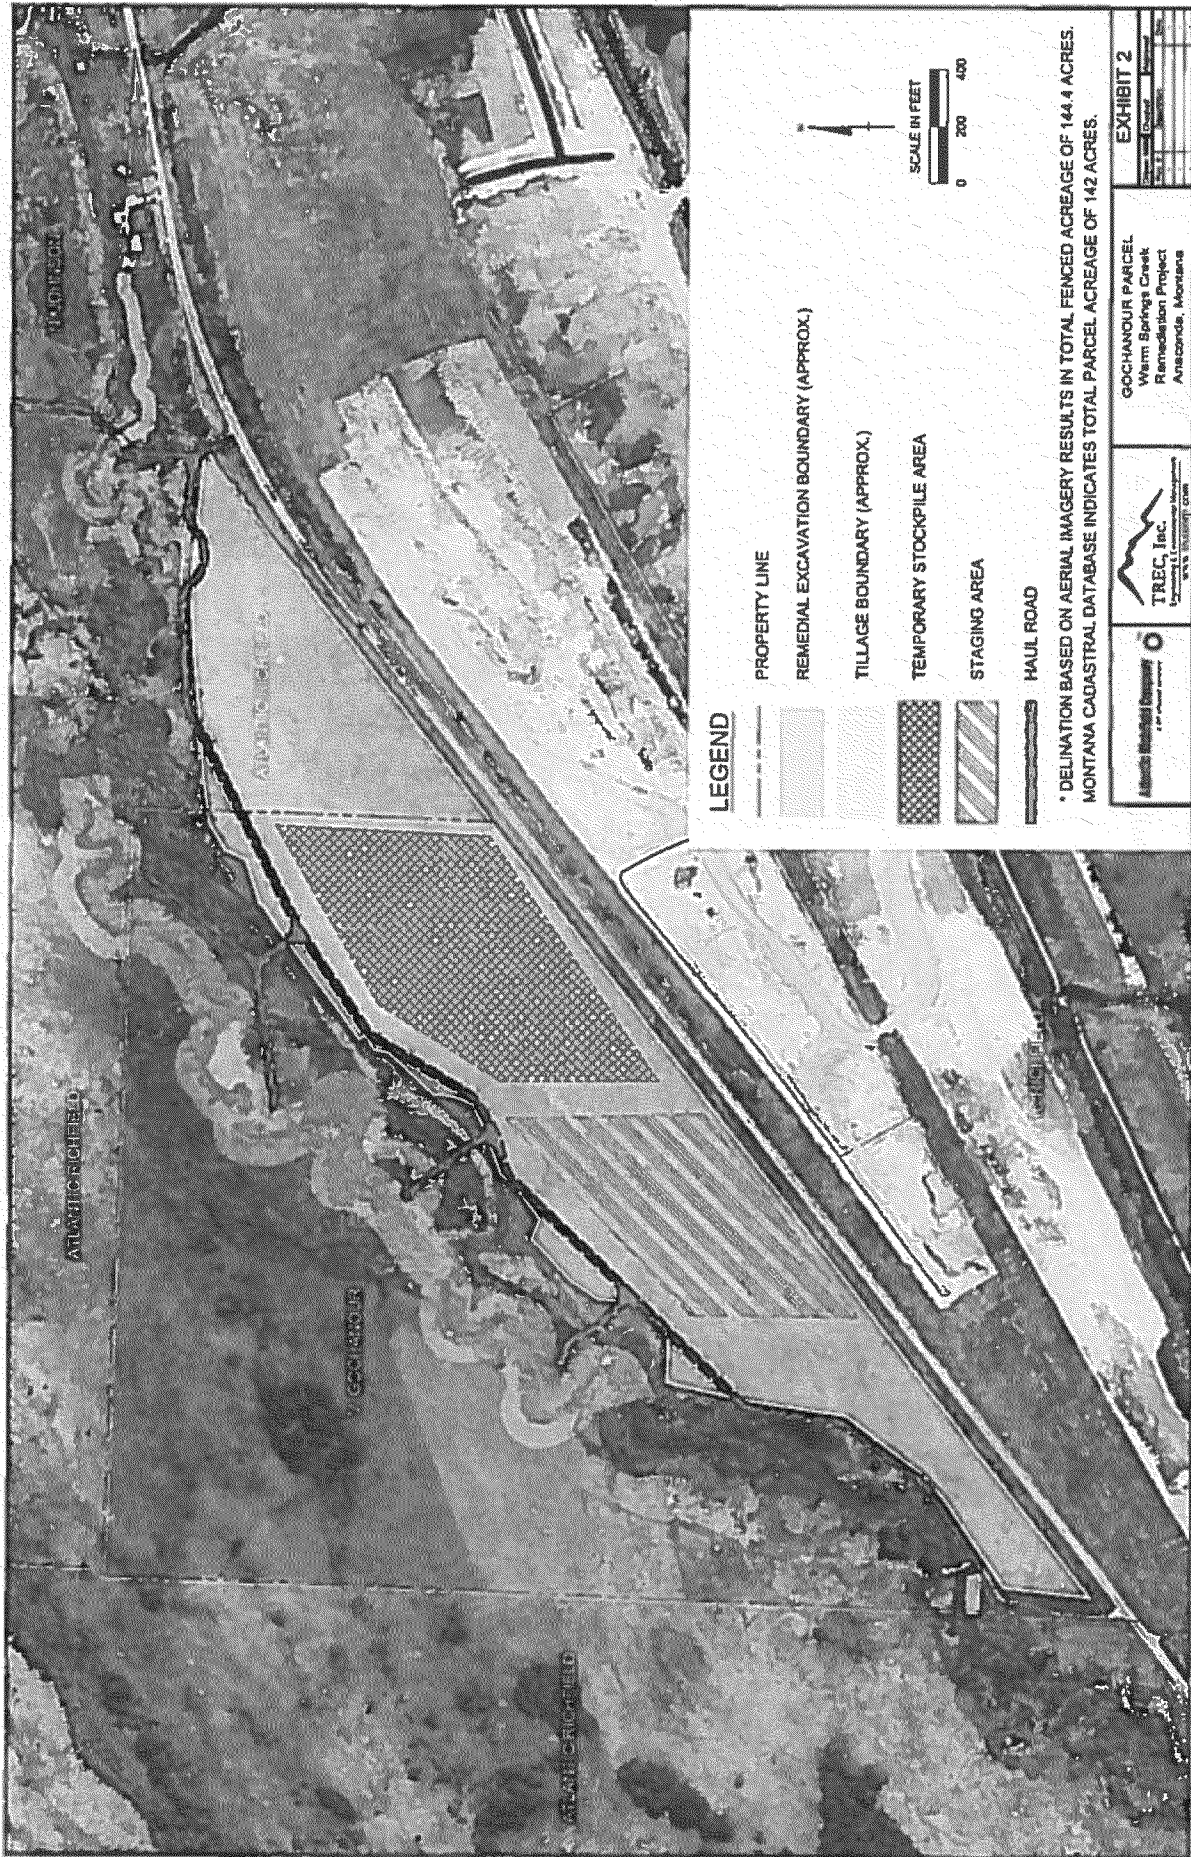 ATLANTIC RICHFIELD
GOCHANOUR
ATLANTIC RICHFIELD
ATLANTIC RICHFIELD
LEGEND
PROPERTY LINE
REMEDIAL EXCAVATION BOUNDARY (APPROX.)
TILLAGE BOUNDARY (APPROX.)
TEMPORARY STOCKPILE AREA
STAGING AREA
HAUL ROAD
SCALE IN FEET
0 200 400
* DELINATION BASED ON AERIAL IMAGERY RESULTS IN TOTAL FENCED ACREAGE OF 144.4 ACRES.
MONTANA CADASTRAL DATABASE INDICATES TOTAL PARCEL ACREAGE OF 142 ACRES.
Atlantic Richfield Company
TREC, Inc.
GOCHANOUR PARCEL
Warm Springs Creek
Remediation Project
Anaconda, Montana
EXHIBIT 2